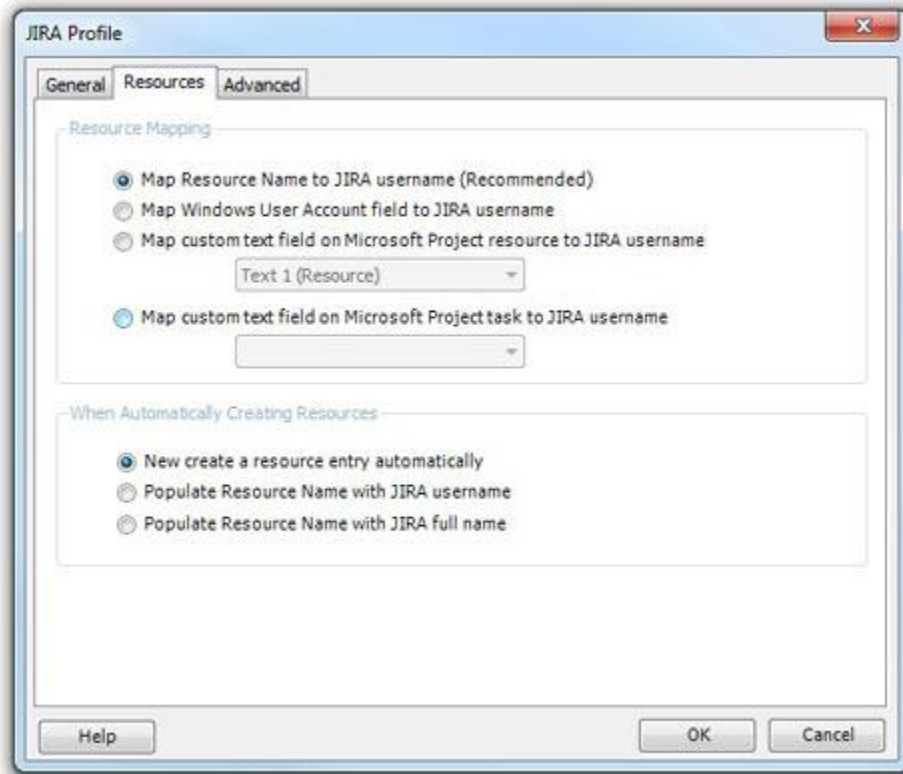 JIRA Profile
General Resources Advanced
Resource Mapping
Map Resource Name to JIRA username (Recommended)
Map Windows User Account field to JIRA username
Map custom text field on Microsoft Project resource to JIRA username
Text 1 (Resource)
Map custom text field on Microsoft Project task to JIRA username
When Automatically Creating Resources
New create a resource entry automatically
Populate Resource Name with JIRA username
Populate Resource Name with JIRA full name
Help OK Cancel